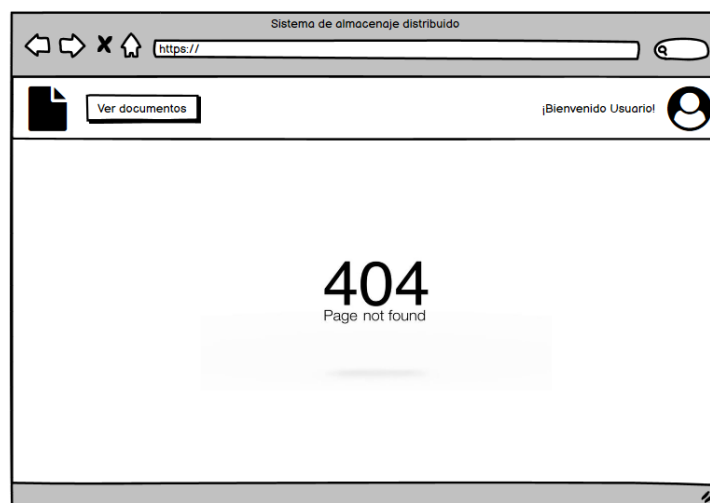 Sistema de almacenaje distribuido
https://
Ver documentos
¡Bienvenido Usuario!
404
Page not found